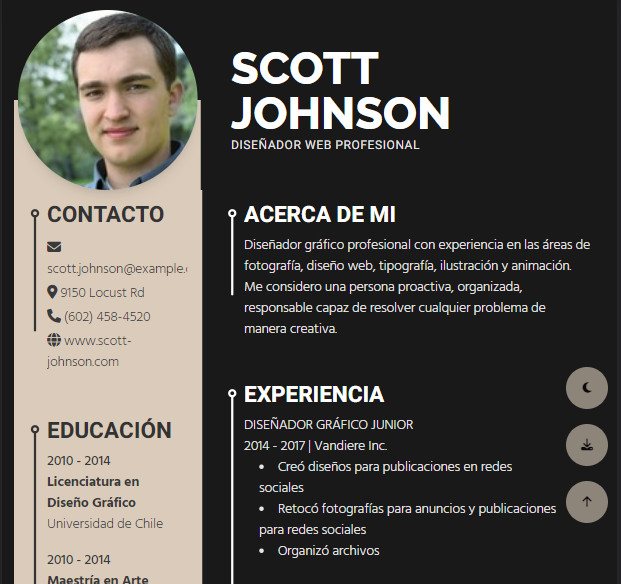 SCOTT
JOHNSON
DISEÑADOR WEB PROFESIONAL
CONTACTO
scott.johnson@example.
9150 Locust Rd
(602) 458-4520
www.scott-
johnson.com
EDUCACIÓN
2010 - 2014
Licenciatura en
Diseño Gráfico
Universidad de Chile
2010 - 2014
Maestría en Arte
ACERCA DE MI
Diseñador gráfico profesional con experiencia en las áreas de
fotografía, diseño web, tipografía, ilustración y animación.
Me considero una persona proactiva, organizada,
responsable capaz de resolver cualquier problema de
manera creativa.
EXPERIENCIA
DISEÑADOR GRÁFICO JUNIOR
2014 - 2017 | Vandiere Inc.
• Creó diseños para publicaciones en redes
sociales
• Retocó fotografías para anuncios y publicaciones
para redes sociales
• Organizó archivos